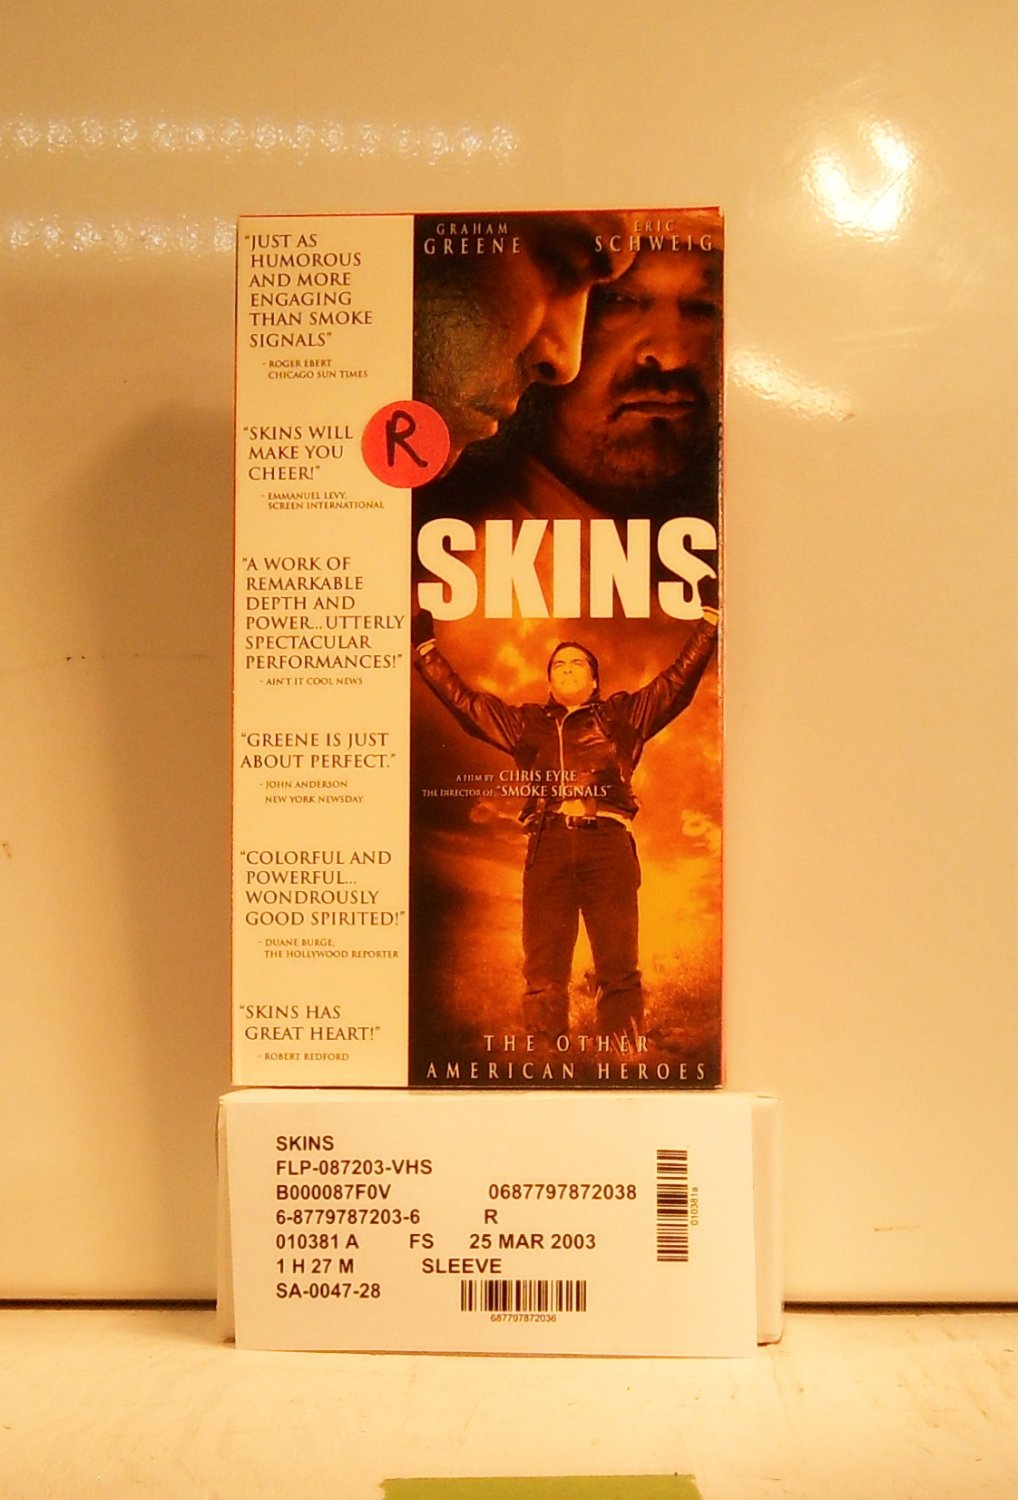 "JUST AS
HUMOROUS
AND MORE
ENGAGING
THAN SMOKE
SIGNALS"
- ROGER EBERT
CHICAGO SUN TIMES
"SKINS WILL
MAKE YOU
CHEER!"
- EMMANUEL LEVY,
SCREEN INTERNATIONAL
"A WORK OF
REMARKABLE
DEPTH AND
POWER...UTTERLY
SPECTACULAR
PERFORMANCES!"
- AIN'T IT COOL NEWS
"GREENE IS JUST
ABOUT PERFECT."
- JOHN ANDERSON
NEW YORK NEWSDAY
"COLORFUL AND
POWERFUL...
WONDROUSLY
GOOD SPIRITED!"
- DUANE BURGE,
THE HOLLYWOOD REPORTER
"SKINS HAS
GREAT HEART!"
- ROBERT REDFORD
R
GRAHAM
GREENE
ERIC
SCHWEIG
SKINS
A FILM BY CHRIS EYRE
THE DIRECTOR OF "SMOKE SIGNALS"
THE OTHER
AMERICAN HEROES
SKINS
FLP-087203-VHS
B000087F0V 0687797872038
6-8779787203-6 R
010381 A FS 25 MAR 2003
1 H 27 M SLEEVE
SA-0047-28
687797872036
010381a